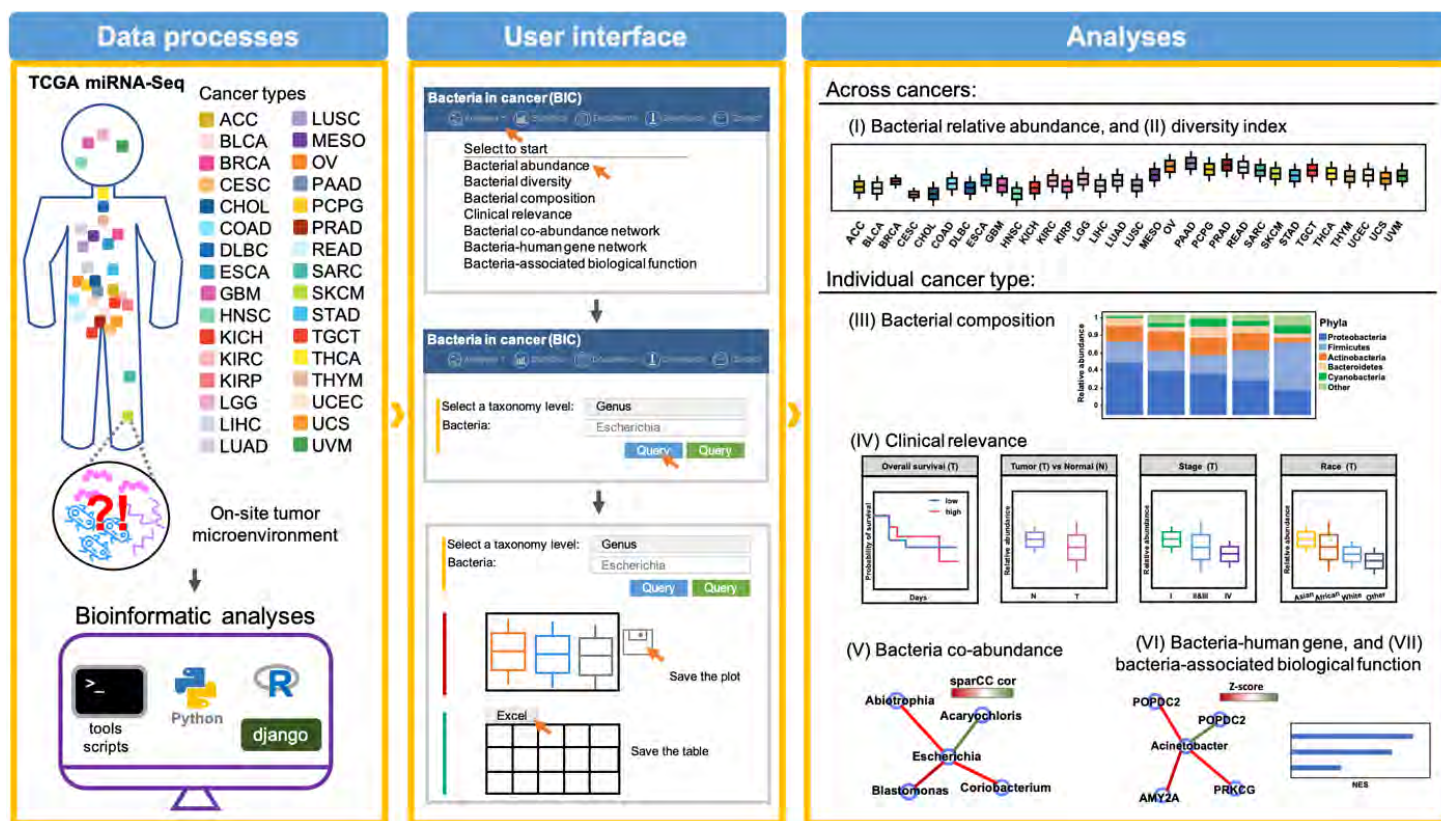 Data processes
TCGA miRNA-Seq
Cancer types
ACC
BLCA
BRCA
CESC
CHOL
COAD
DLBC
ESCA
GBM
HNSC
KICH
KIRC
KIRP
LGG
LIHC
LUAD
LUSC
MESO
OV
PAAD
PCPG
PRAD
READ
SARC
SKCM
STAD
TGCT
THCA
THYM
UCEC
UCS
UVM
?!
On-site tumor
microenvironment
Bioinformatic analyses
>_
tools
scripts
Python
R
django
User interface
Bacteria in cancer (BIC)
Select to start
Bacterial abundance
Bacterial diversity
Bacterial composition
Clinical relevance
Bacterial co-abundance network
Bacteria-human gene network
Bacteria-associated biological function
Bacteria in cancer (BIC)
Select a taxonomy level: Genus
Bacteria: Escherichia
Query Query
Select a taxonomy level: Genus
Bacteria: Escherichia
Query Query
Save the plot
Excel
Save the table
Analyses
Across cancers:
(I) Bacterial relative abundance, and (II) diversity index
ACC BLCA BRCA CESC CHOL COAD DLBC ESCA GBM HNSC KICH KIRC KIRP LGG LIHC LUAD LUSC MESO OV PAAD PCPG PRAD READ SARC SKCM STAD TGCT THCA THYM UCEC UCS UVM
Individual cancer type:
(III) Bacterial composition
Relative abundance
1
0.8
0.6
0.4
0.2
0
Phyla
Proteobacteria
Firmicutes
Actinobacteria
Bacteroidetes
Cyanobacteria
Other
(IV) Clinical relevance
Overall survival (T)
Probability of survival
low
high
Days
Tumor (T) vs Normal (N)
Relative abundance
N T
Stage (T)
Relative abundance
I II&III IV
Race (T)
Relative abundance
Asian African White Other
(V) Bacteria co-abundance
sparCC cor
Abiotrophia
Acaryochloris
Escherichia
Blastomonas
Coriobacterium
(VI) Bacteria-human gene, and (VII)
bacteria-associated biological function
Z-score
POPDC2
POPDC2
Acinetobacter
AMY2A
PRKCG
NES